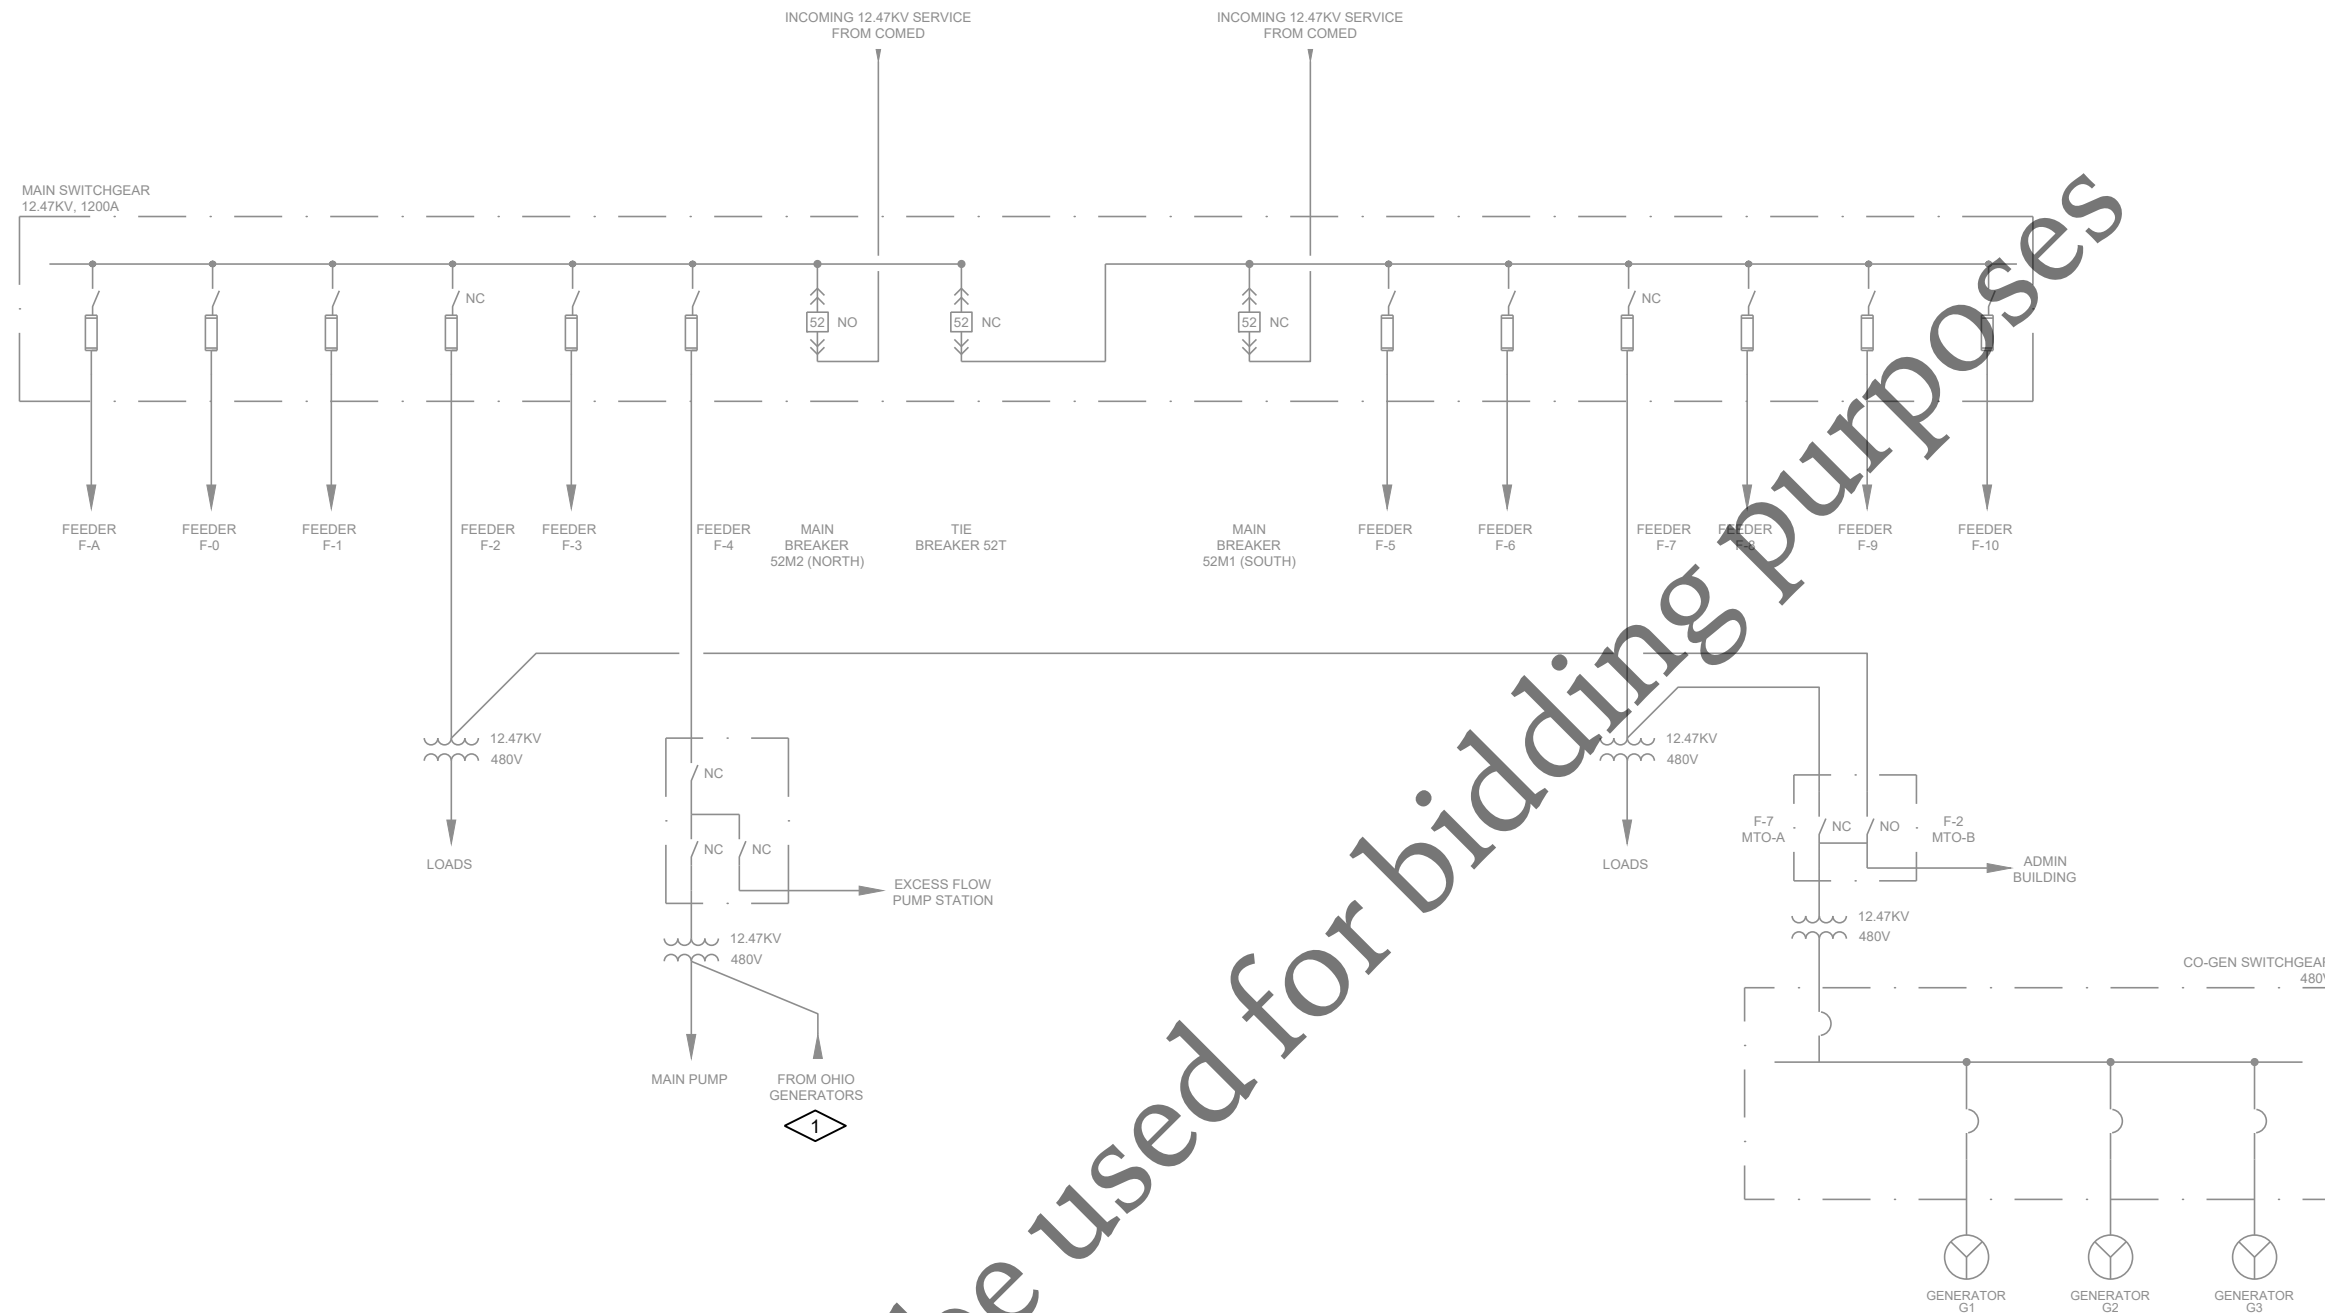 INCOMING 12.47KV SERVICE
FROM COMED
INCOMING 12.47KV SERVICE
FROM COMED
MAIN SWITCHGEAR
12.47KV, 1200A
NC
52
NO
52
NC
52
NC
NC
FEEDER
F-A
FEEDER
F-0
FEEDER
F-1
FEEDER
F-2
FEEDER
F-3
FEEDER
F-4
MAIN
BREAKER
52M2 (NORTH)
TIE
BREAKER 52T
MAIN
BREAKER
52M1 (SOUTH)
FEEDER
F-5
FEEDER
F-6
FEEDER
F-7
FEEDER
F-8
FEEDER
F-9
FEEDER
F-10
12.47KV
480V
LOADS
NC
NC
NC
EXCESS FLOW
PUMP STATION
12.47KV
480V
MAIN PUMP
FROM OHIO
GENERATORS
1
12.47KV
480V
LOADS
F-7
MTO-A
NC
NO
F-2
MTO-B
ADMIN
BUILDING
12.47KV
480V
CO-GEN SWITCHGEAR
480V
GENERATOR
G1
GENERATOR
G2
GENERATOR
G3
be used for bidding purposes